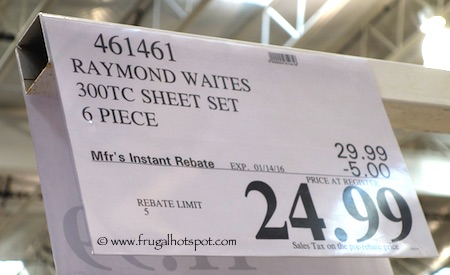 461461
RAYMOND WAITES
300TC SHEET SET
6 PIECE
Mfr's Instant Rebate EXP. 01/14/16
29.99
-5.00
PRICE AT REGISTER
REBATE LIMIT
5
24.99
Sales Tax on the pre-rebate price
© www.frugalhotspot.com